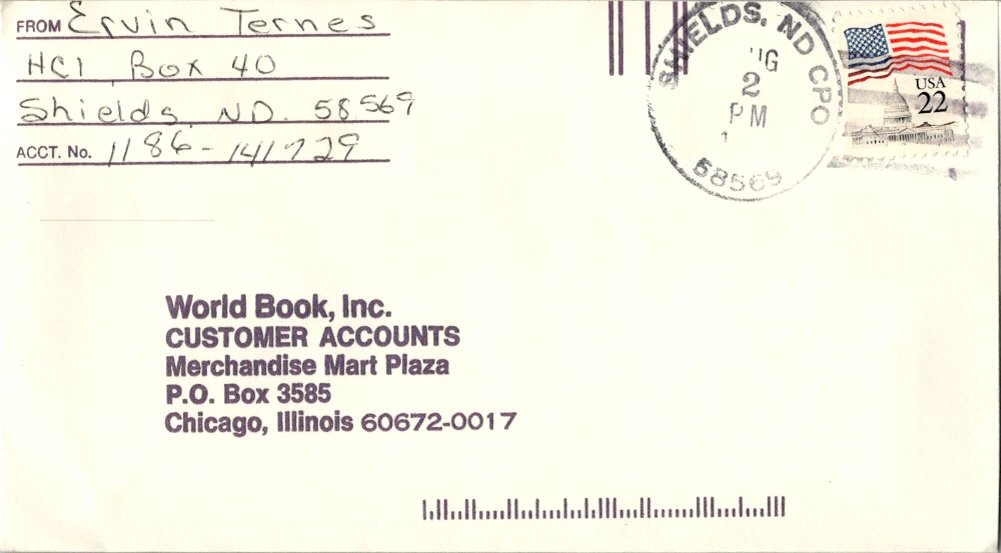 FROM Ervin Ternes
HC1 Box 40
Shields, ND. 58569
ACCT. No. 1186-141729
SHIELDS, ND CPO
2
PM
58569
USA
22
World Book, Inc.
CUSTOMER ACCOUNTS
Merchandise Mart Plaza
P.O. Box 3585
Chicago, Illinois 60672-0017